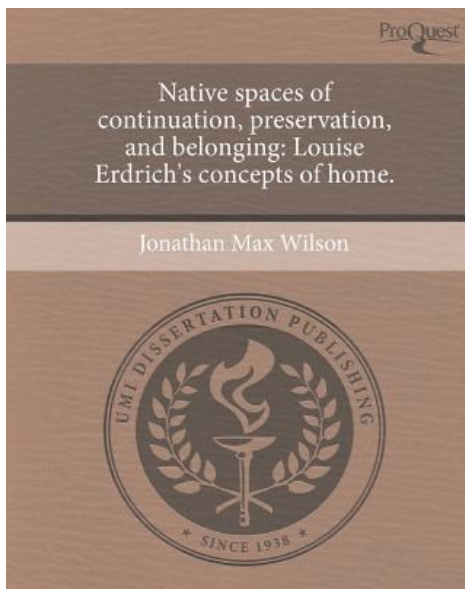 ProQuest
Native spaces of
continuation, preservation,
and belonging: Louise
Erdrich's concepts of home.
Jonathan Max Wilson
UMI DISSERTATION PUBLISHING
* SINCE 1938 *